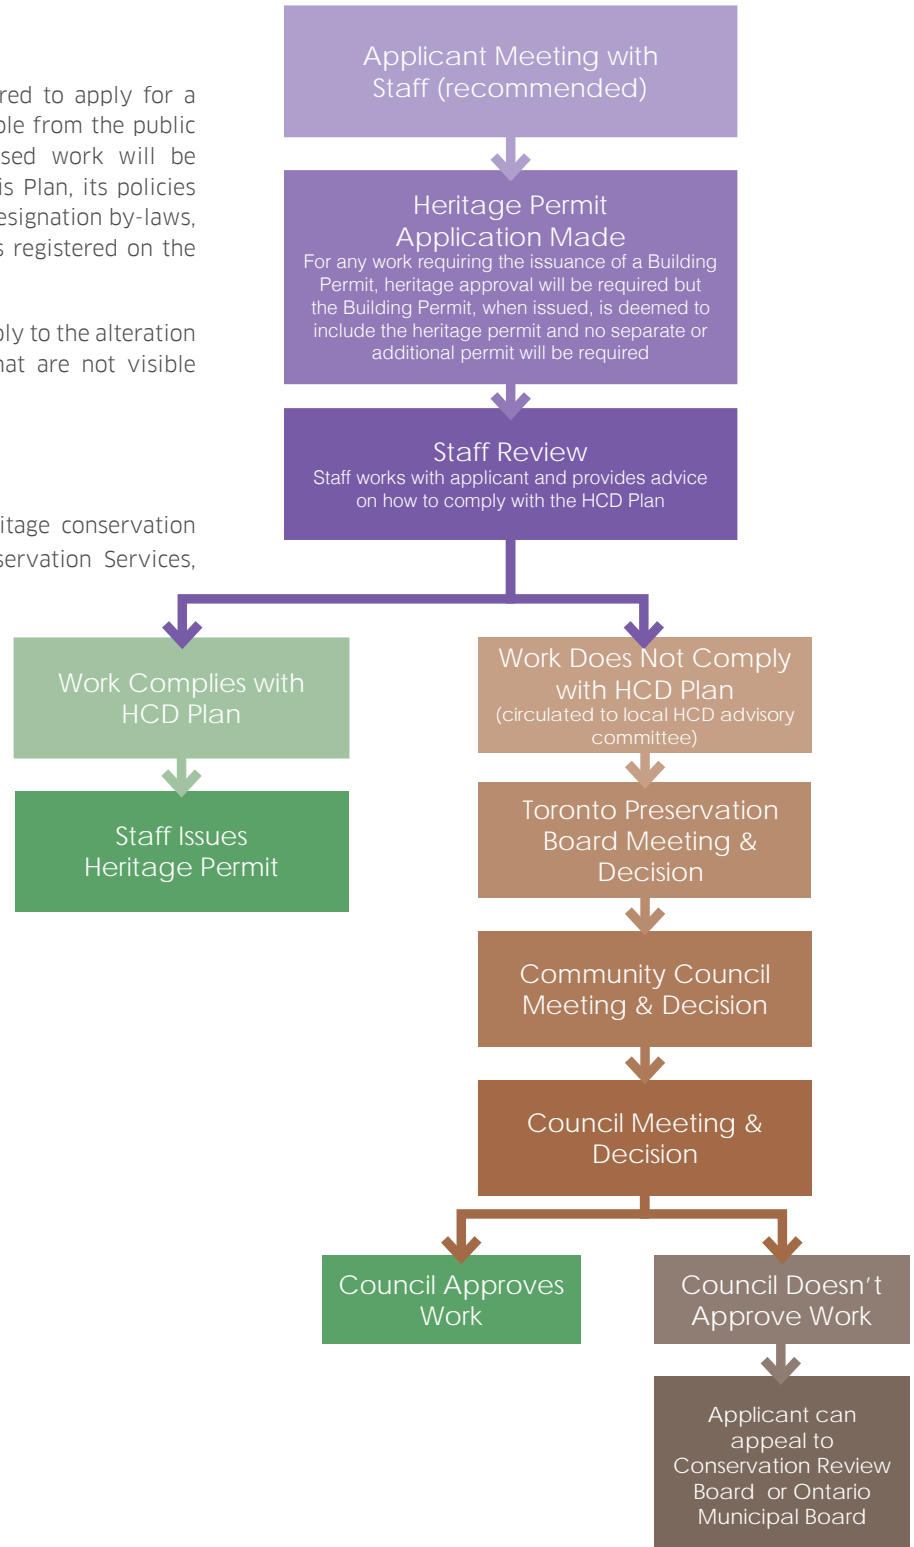 red to apply for a
ble from the public
sed work will be
is Plan, its policies
esignation by-laws,
s registered on the
ply to the alteration
hat are not visible
itage conservation
servation Services,
Applicant Meeting with
Staff (recommended)
Heritage Permit
Application Made
For any work requiring the issuance of a Building
Permit, heritage approval will be required but
the Building Permit, when issued, is deemed to
include the heritage permit and no separate or
additional permit will be required
Staff Review
Staff works with applicant and provides advice
on how to comply with the HCD Plan
Work Complies with
HCD Plan
Staff Issues
Heritage Permit
Work Does Not Comply
with HCD Plan
(circulated to local HCD advisory
committee)
Toronto Preservation
Board Meeting &
Decision
Community Council
Meeting & Decision
Council Meeting &
Decision
Council Approves
Work
Council Doesn't
Approve Work
Applicant can
appeal to
Conservation Review
Board or Ontario
Municipal Board